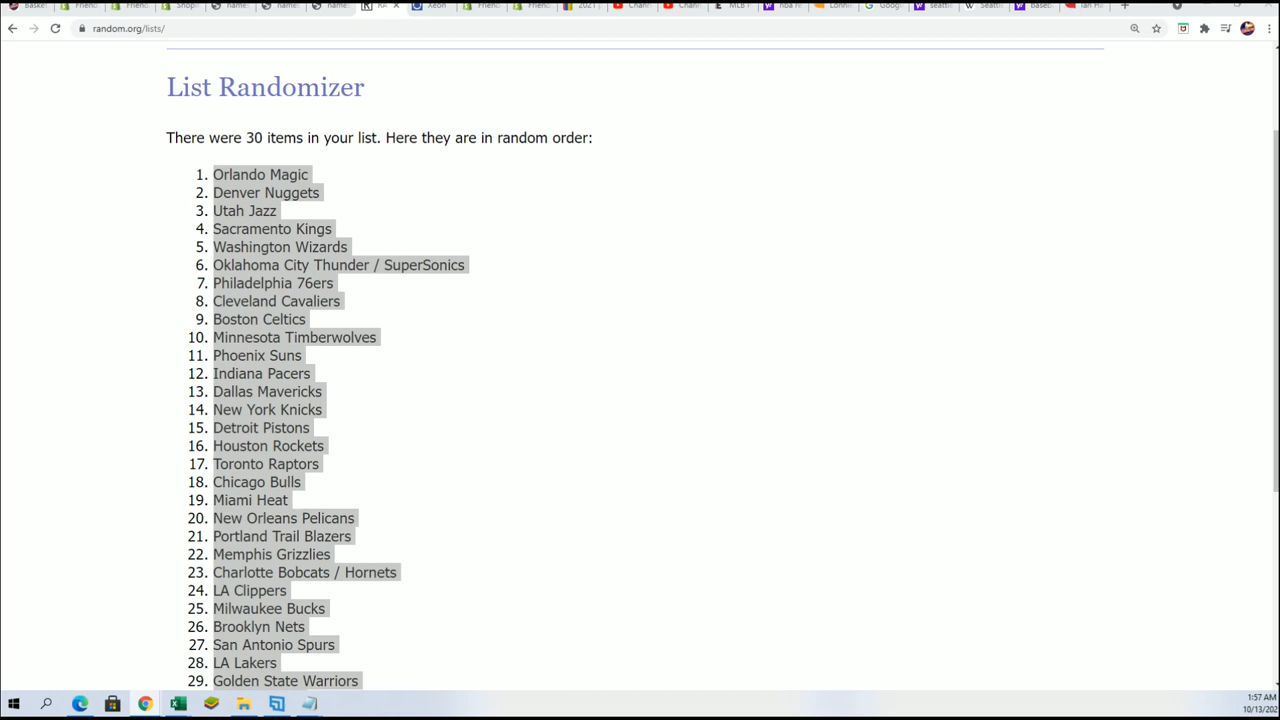 random.org/lists/
List Randomizer
There were 30 items in your list. Here they are in random order:
1. Orlando Magic
2. Denver Nuggets
3. Utah Jazz
4. Sacramento Kings
5. Washington Wizards
6. Oklahoma City Thunder / SuperSonics
7. Philadelphia 76ers
8. Cleveland Cavaliers
9. Boston Celtics
10. Minnesota Timberwolves
11. Phoenix Suns
12. Indiana Pacers
13. Dallas Mavericks
14. New York Knicks
15. Detroit Pistons
16. Houston Rockets
17. Toronto Raptors
18. Chicago Bulls
19. Miami Heat
20. New Orleans Pelicans
21. Portland Trail Blazers
22. Memphis Grizzlies
23. Charlotte Bobcats / Hornets
24. LA Clippers
25. Milwaukee Bucks
26. Brooklyn Nets
27. San Antonio Spurs
28. LA Lakers
29. Golden State Warriors
1:57 AM
10/13/202